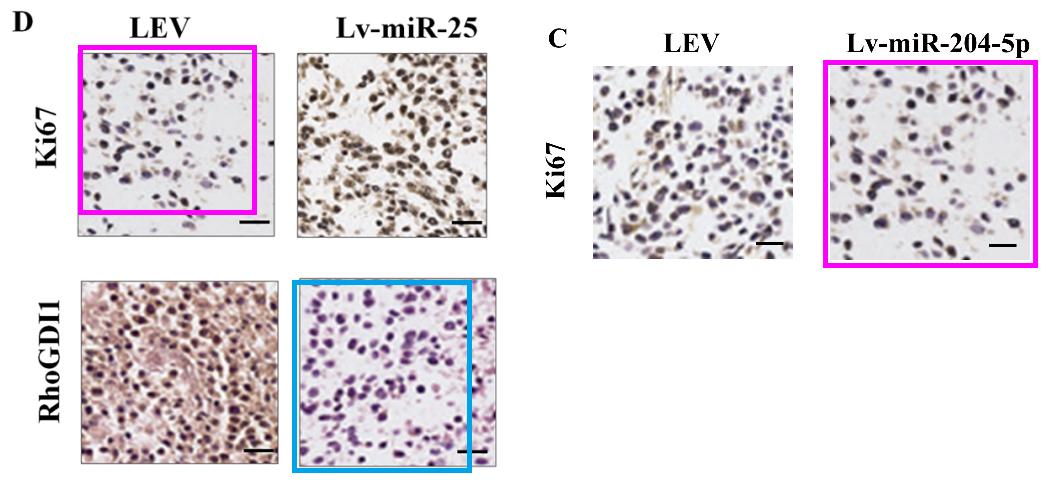 D
LEV
Lv-miR-25
Ki67
RhoGDI1
C
LEV
Lv-miR-204-5p
Ki67